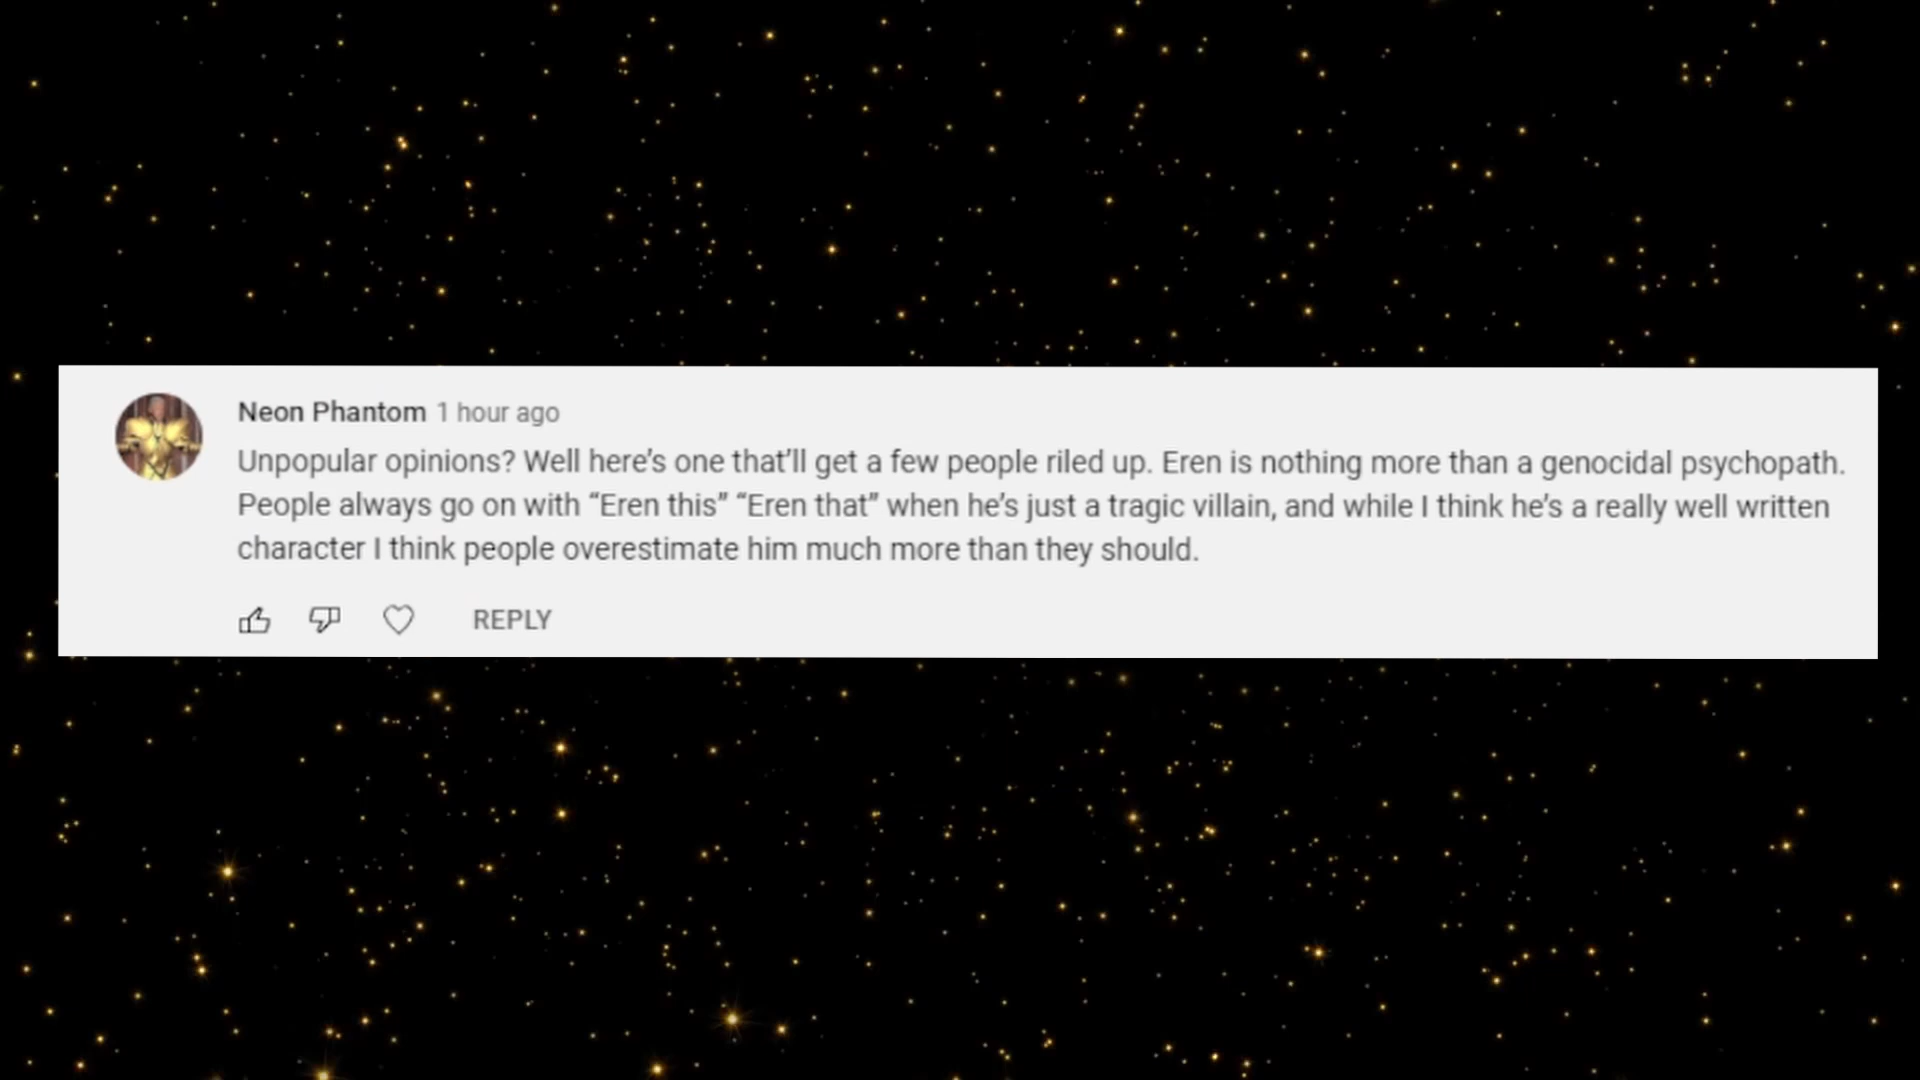 Neon Phantom 1 hour ago
Unpopular opinions? Well here’s one that’ll get a few people riled up. Eren is nothing more than a genocidal psychopath.
People always go on with “Eren this” “Eren that” when he’s just a tragic villain, and while I think he’s a really well written
character I think people overestimate him much more than they should.
REPLY